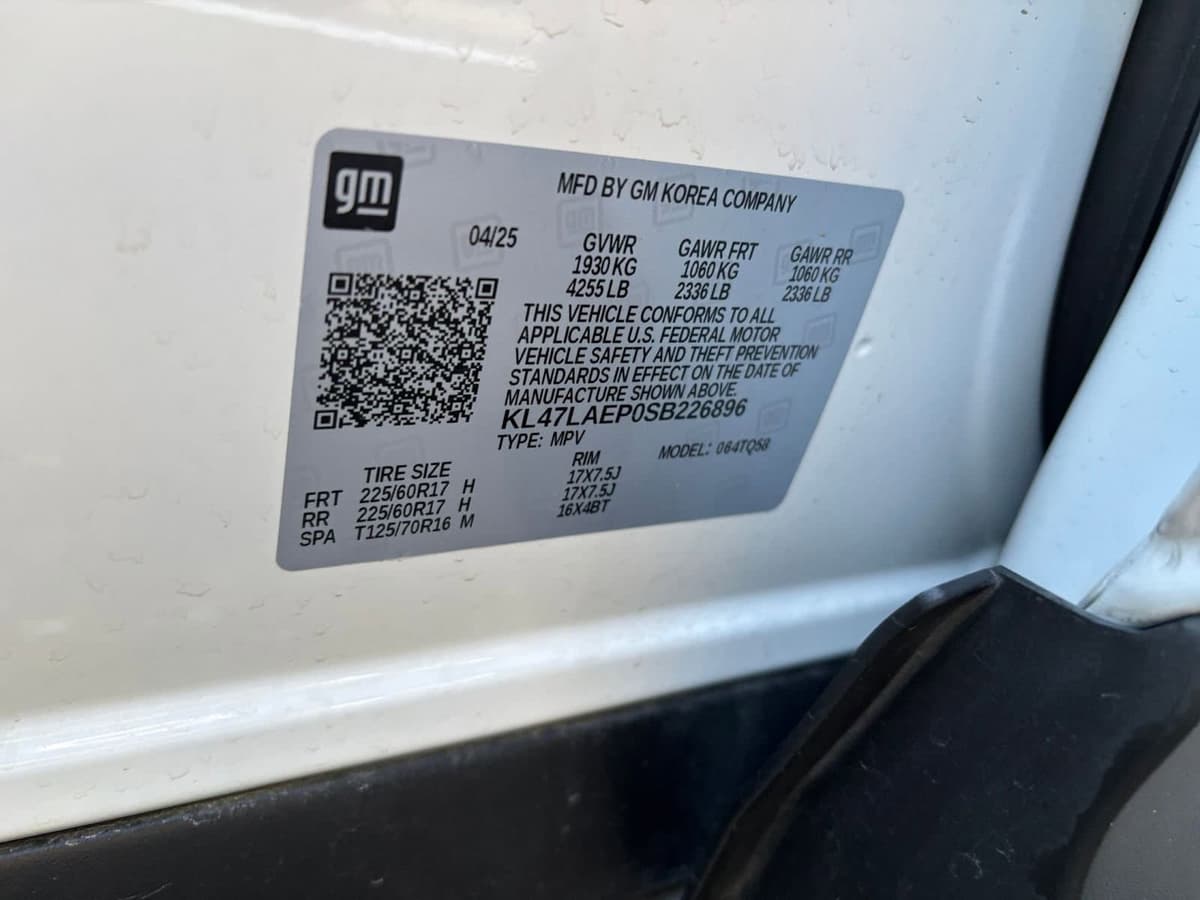 gm
MFD BY GM KOREA COMPANY
04/25 GVWR GAWR FRT GAWR RR
1930 KG 1060 KG 1060 KG
4255 LB 2336 LB 2336 LB
THIS VEHICLE CONFORMS TO ALL
APPLICABLE U.S. FEDERAL MOTOR
VEHICLE SAFETY AND THEFT PREVENTION
STANDARDS IN EFFECT ON THE DATE OF
MANUFACTURE SHOWN ABOVE.
KL47LAEP0SB226896
TYPE: MPV MODEL: 064TQ58
TIRE SIZE RIM
FRT 225/60R17 H 17X7.5J
RR 225/60R17 H 17X7.5J
SPA T125/70R16 M 16X4BT